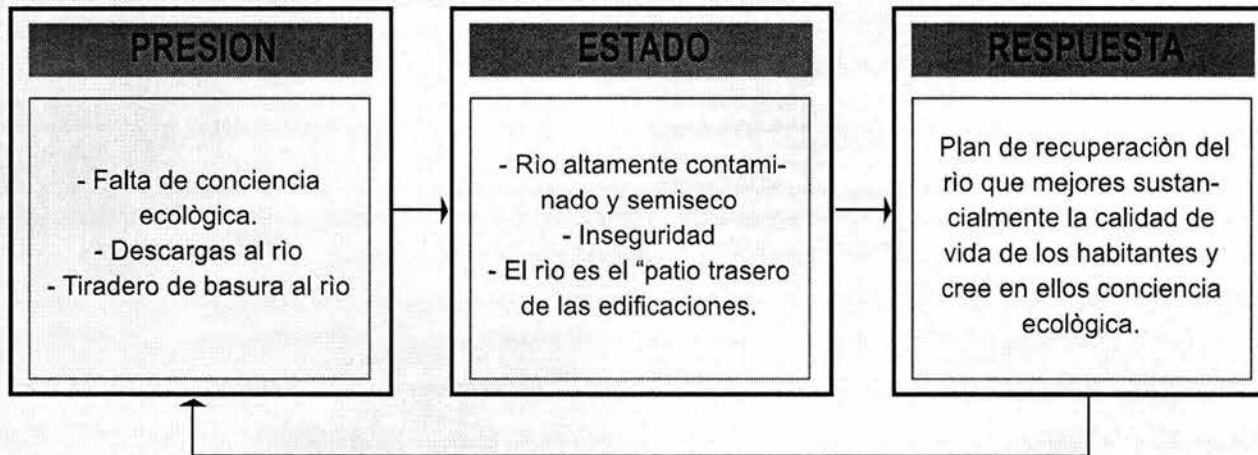 PRESION
- Falta de conciencia
ecològica.
- Descargas al rìo
- Tiradero de basura al rìo
ESTADO
- Rìo altamente contami-
nado y semiseco
- Inseguridad
- El rìo es el “patio trasero
de las edificaciones.
RESPUESTA
Plan de recuperaciòn del
rìo que mejores sustan-
cialmente la calidad de
vida de los habitantes y
cree en ellos conciencia
ecològica.